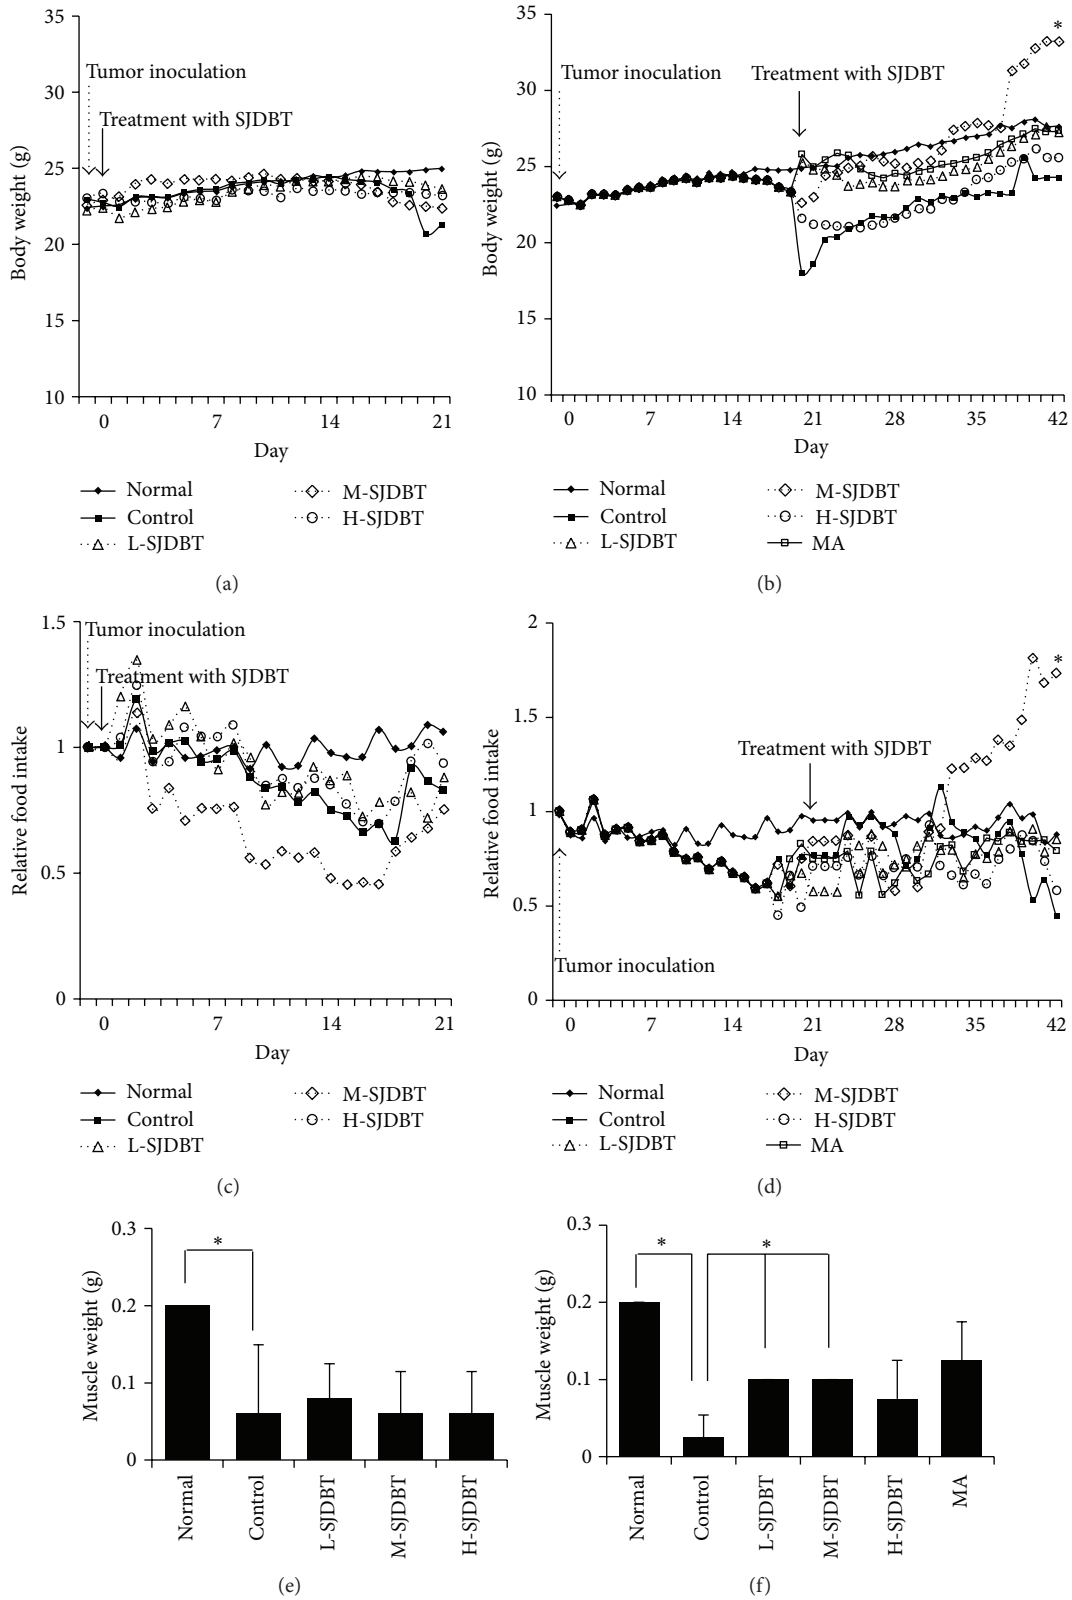 35
30
25
20
15
10
Body weight (g)
Tumor inoculation
Treatment with SJDBT
0 7 14 21
Day
Normal
Control
L-SJDBT
M-SJDBT
H-SJDBT
(a)
35
30
25
20
15
10
Body weight (g)
Tumor inoculation
Treatment with SJDBT
*
0 7 14 21 28 35 42
Day
Normal
Control
L-SJDBT
M-SJDBT
H-SJDBT
MA
(b)
1.5
1
0.5
0
Relative food intake
Tumor inoculation
Treatment with SJDBT
0 7 14 21
Day
Normal
Control
L-SJDBT
M-SJDBT
H-SJDBT
(c)
2
1.5
1
0.5
0
Relative food intake
*
Treatment with SJDBT
Tumor inoculation
0 7 14 21 28 35 42
Day
Normal
Control
L-SJDBT
M-SJDBT
H-SJDBT
MA
(d)
0.3
0.2
0.1
0
Muscle weight (g)
*
Normal
Control
L-SJDBT
M-SJDBT
H-SJDBT
(e)
0.3
0.2
0.1
0
Muscle weight (g)
* *
Normal
Control
L-SJDBT
M-SJDBT
H-SJDBT
MA
(f)